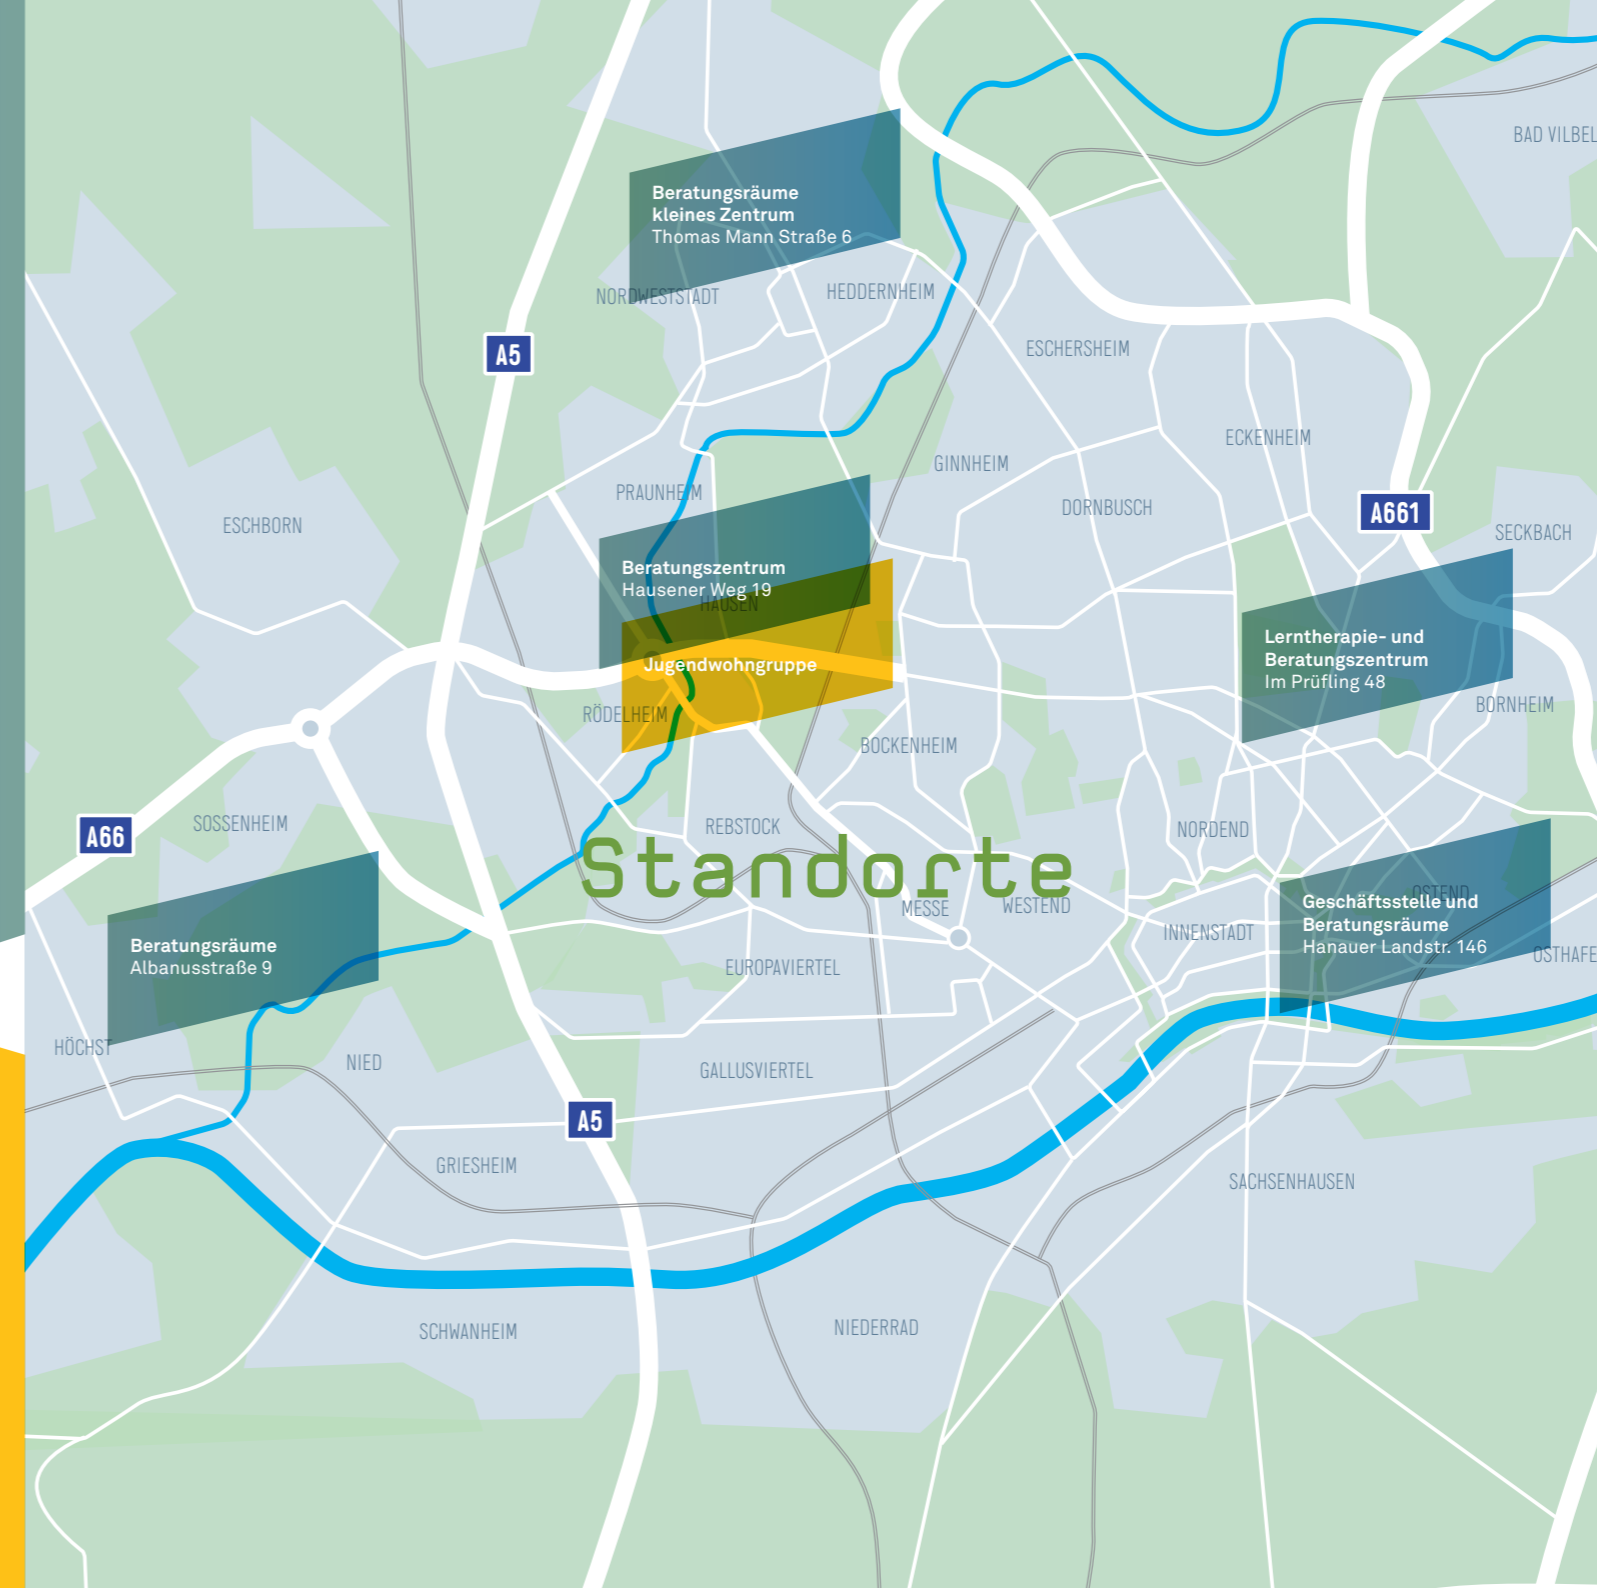 BAD VILBEL
Beratungsräume
kleines Zentrum
Thomas Mann Straße 6
NORDWESTSTADT
HEDDERNHEIM
A5
ESCHERSHEIM
ECKENHEIM
GINNHEIM
PRAUNHEIM
DORNBUSCH
A661
ESCHBORN
SECKBACH
Beratungszentrum
Hausener Weg 19
HAUSEN
Jugendwohngruppe
Lerntherapie- und
Beratungszentrum
Im Prüfling 48
RÖDELHEIM
BORNHEIM
BOCKENHEIM
A66
SOSSENHEIM
REBSTOCK
NORDEND
Standorte
OSTEND
Geschäftsstelle und
Beratungsräume
Hanauer Landstr. 146
MESSE
WESTEND
INNENSTADT
Beratungsräume
Albanusstraße 9
OSTHAFE
EUROPAVIERTEL
HÖCHST
NIED
GALLUSVIERTEL
A5
GRIESHEIM
SACHSENHAUSEN
SCHWANHEIM
NIEDERRAD